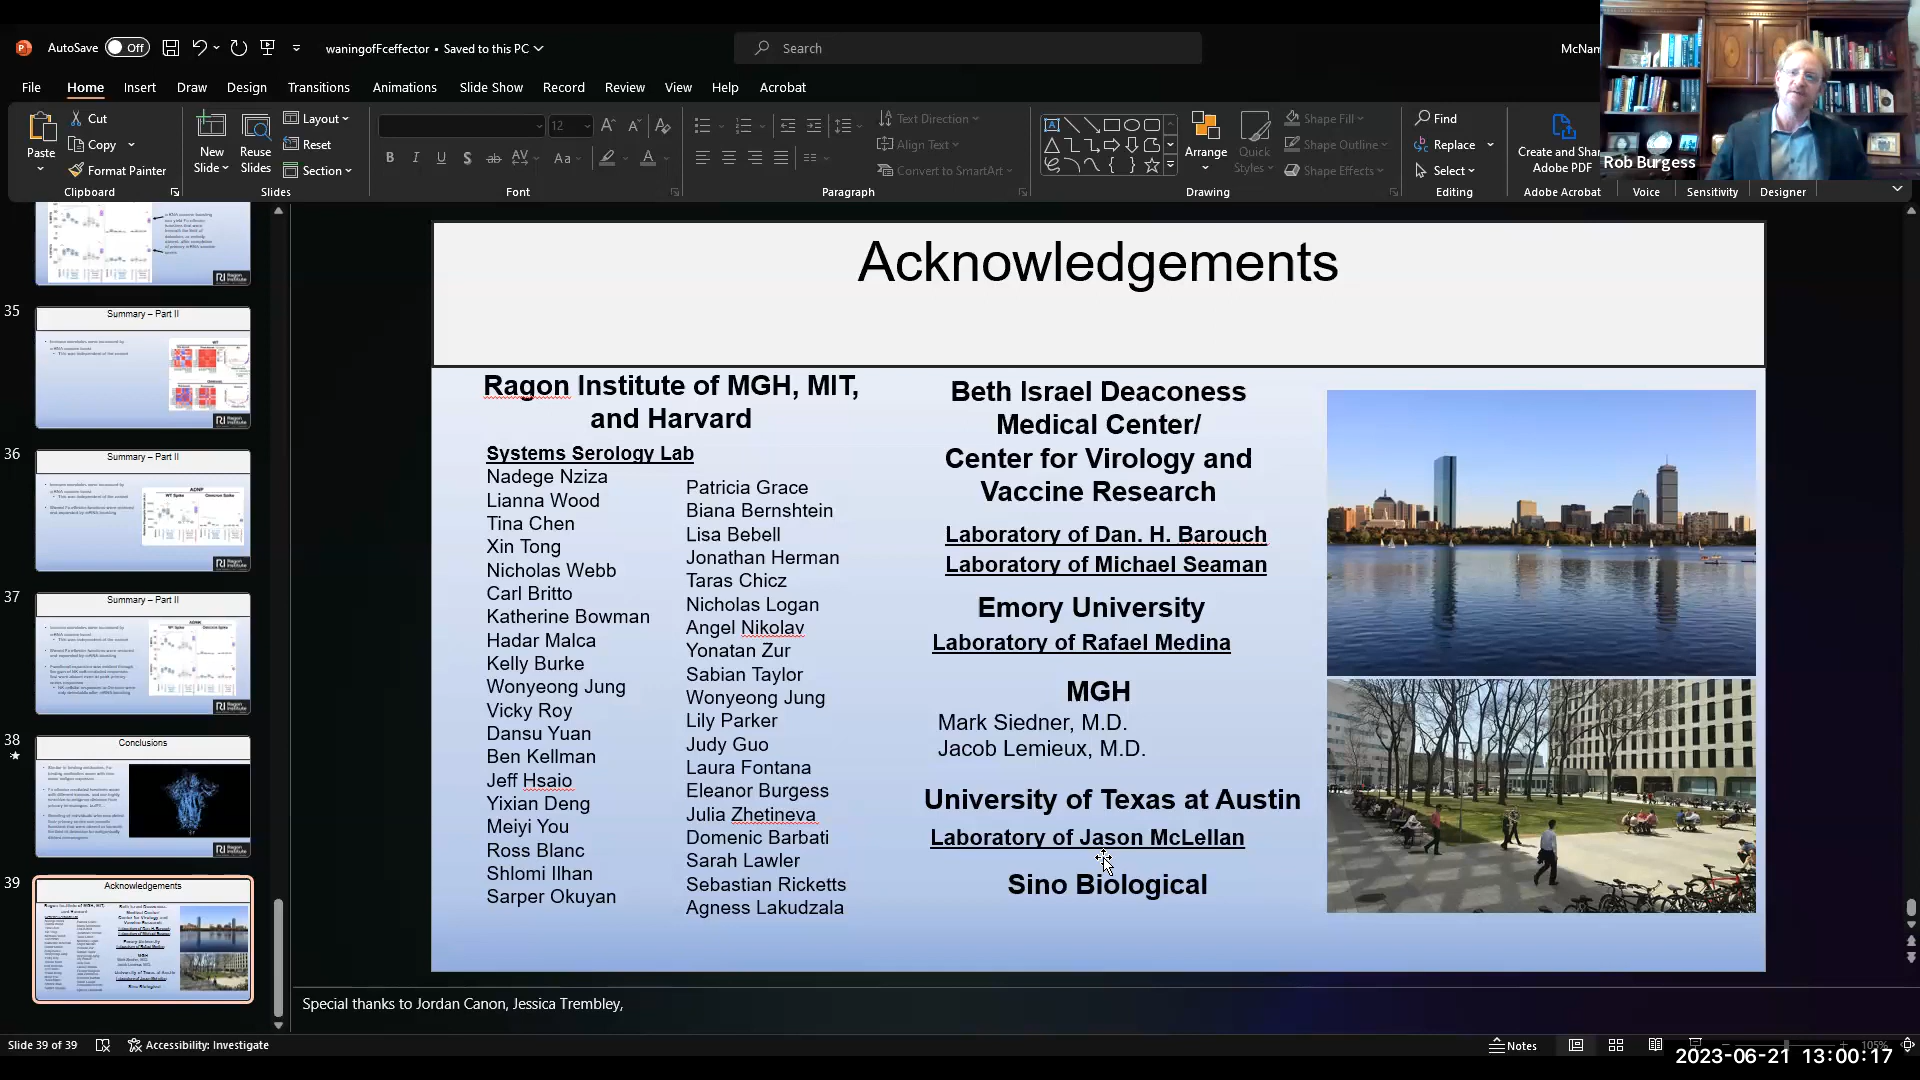 AutoSave Off waningofFceffector • Saved to this PC Search
File Home Insert Draw Design Transitions Animations Slide Show Record Review View Help Acrobat
Paste Cut Copy Format Painter
Clipboard
New Slide Reuse Slides Layout Reset Section
Slides
12
Font
Text Direction Align Text Convert to SmartArt
Paragraph
Arrange Quick Styles Shape Fill Shape Outline Shape Effects
Drawing
Find Replace Select
Editing
Adobe PDF
Adobe Acrobat
Voice Sensitivity Designer
Rob Burgess
35
Summary – Part II
36
Summary – Part II
37
Summary – Part II
38
Conclusions
39
Acknowledgements
Acknowledgements
Ragon Institute of MGH, MIT,
and Harvard
Systems Serology Lab
Nadege Nziza
Lianna Wood
Tina Chen
Xin Tong
Nicholas Webb
Carl Britto
Katherine Bowman
Hadar Malca
Kelly Burke
Wonyeong Jung
Vicky Roy
Dansu Yuan
Ben Kellman
Jeff Hsaio
Yixian Deng
Meiyi You
Ross Blanc
Shlomi Ilhan
Sarper Okuyan
Patricia Grace
Biana Bernshtein
Lisa Bebell
Jonathan Herman
Taras Chicz
Nicholas Logan
Angel Nikolav
Yonatan Zur
Sabian Taylor
Wonyeong Jung
Lily Parker
Judy Guo
Laura Fontana
Eleanor Burgess
Julia Zhetineva
Domenic Barbati
Sarah Lawler
Sebastian Ricketts
Agness Lakudzala
Beth Israel Deaconess
Medical Center/
Center for Virology and
Vaccine Research
Laboratory of Dan. H. Barouch
Laboratory of Michael Seaman
Emory University
Laboratory of Rafael Medina
MGH
Mark Siedner, M.D.
Jacob Lemieux, M.D.
University of Texas at Austin
Laboratory of Jason McLellan
Sino Biological
Special thanks to Jordan Canon, Jessica Trembley,
Slide 39 of 39 Accessibility: Investigate Notes 105%
2023-06-21 13:00:17